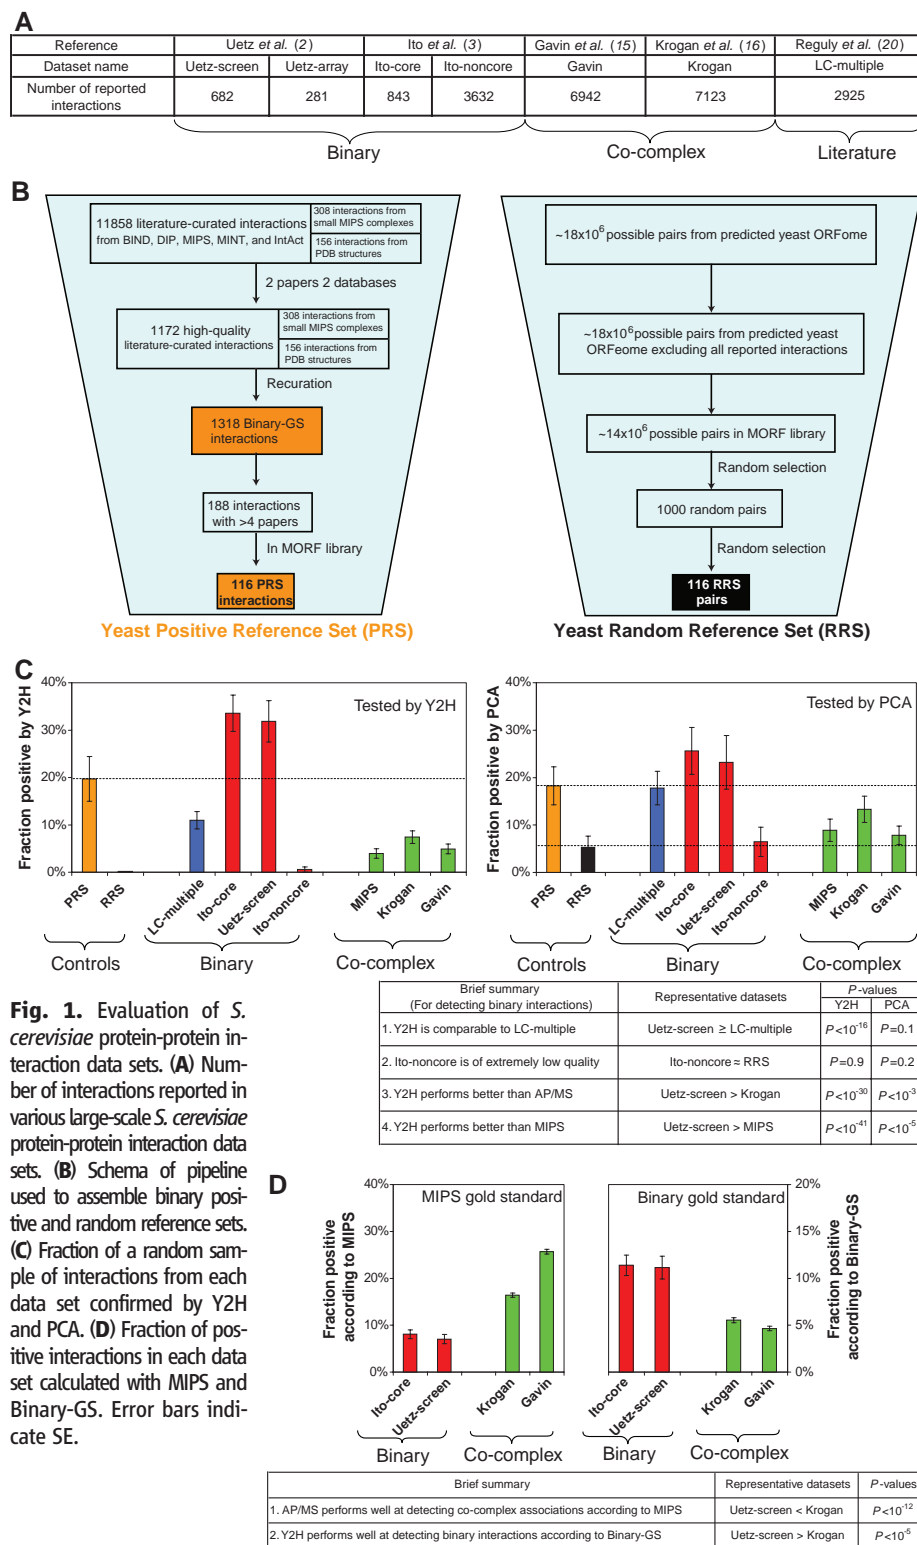 A
Reference Uetz et al. (2) Ito et al. (3) Gavin et al. (15) Krogan et al. (16) Reguly et al. (20)
Dataset name Uetz-screen Uetz-array Ito-core Ito-noncore Gavin Krogan LC-multiple
Number of reported interactions 682 281 843 3632 6942 7123 2925
Binary Co-complex Literature
B
11858 literature-curated interactions
from BIND, DIP, MIPS, MINT, and IntAct
308 interactions from
small MIPS complexes
156 interactions from
PDB structures
2 papers 2 databases
1172 high-quality
literature-curated interactions
308 interactions from
small MIPS complexes
156 interactions from
PDB structures
Recuration
1318 Binary-GS
interactions
188 interactions
with >4 papers
In MORF library
116 PRS
interactions
Yeast Positive Reference Set (PRS)
~18x10^6 possible pairs from predicted yeast ORFome
~18x10^6 possible pairs from predicted yeast
ORFeome excluding all reported interactions
~14x10^6 possible pairs in MORF library
Random selection
1000 random pairs
Random selection
116 RRS
pairs
Yeast Random Reference Set (RRS)
C
Fraction positive by Y2H
40%
30%
20%
10%
0%
Tested by Y2H
PRS RRS LC-multiple Ito-core Uetz-screen Ito-noncore MIPS Krogan Gavin
Controls Binary Co-complex
Fraction positive by PCA
40%
30%
20%
10%
0%
Tested by PCA
PRS RRS LC-multiple Ito-core Uetz-screen Ito-noncore MIPS Krogan Gavin
Controls Binary Co-complex
Brief summary
(For detecting binary interactions)
Representative datasets
P-values
Y2H PCA
1. Y2H is comparable to LC-multiple Uetz-screen ≥ LC-multiple P<10^-16 P=0.1
2. Ito-noncore is of extremely low quality Ito-noncore ≈ RRS P=0.9 P=0.2
3. Y2H performs better than AP/MS Uetz-screen > Krogan P<10^-30 P<10^-3
4. Y2H performs better than MIPS Uetz-screen > MIPS P<10^-41 P<10^-5
Fig. 1. Evaluation of S.
cerevisiae protein-protein in-
teraction data sets. (A) Num-
ber of interactions reported in
various large-scale S. cerevisiae
protein-protein interaction data
sets. (B) Schema of pipeline
used to assemble binary posi-
tive and random reference sets.
(C) Fraction of a random sam-
ple of interactions from each
data set confirmed by Y2H
and PCA. (D) Fraction of pos-
itive interactions in each data
set calculated with MIPS and
Binary-GS. Error bars indi-
cate SE.
D
Fraction positive
according to MIPS
40%
30%
20%
10%
0%
MIPS gold standard
Ito-core Uetz-screen Krogan Gavin
Binary Co-complex
Binary gold standard
20%
15%
10%
5%
0%
Fraction positive
according to Binary-GS
Ito-core Uetz-screen Krogan Gavin
Binary Co-complex
Brief summary Representative datasets P-values
1. AP/MS performs well at detecting co-complex associations according to MIPS Uetz-screen < Krogan P<10^-12
2. Y2H performs well at detecting binary interactions according to Binary-GS Uetz-screen > Krogan P<10^-5